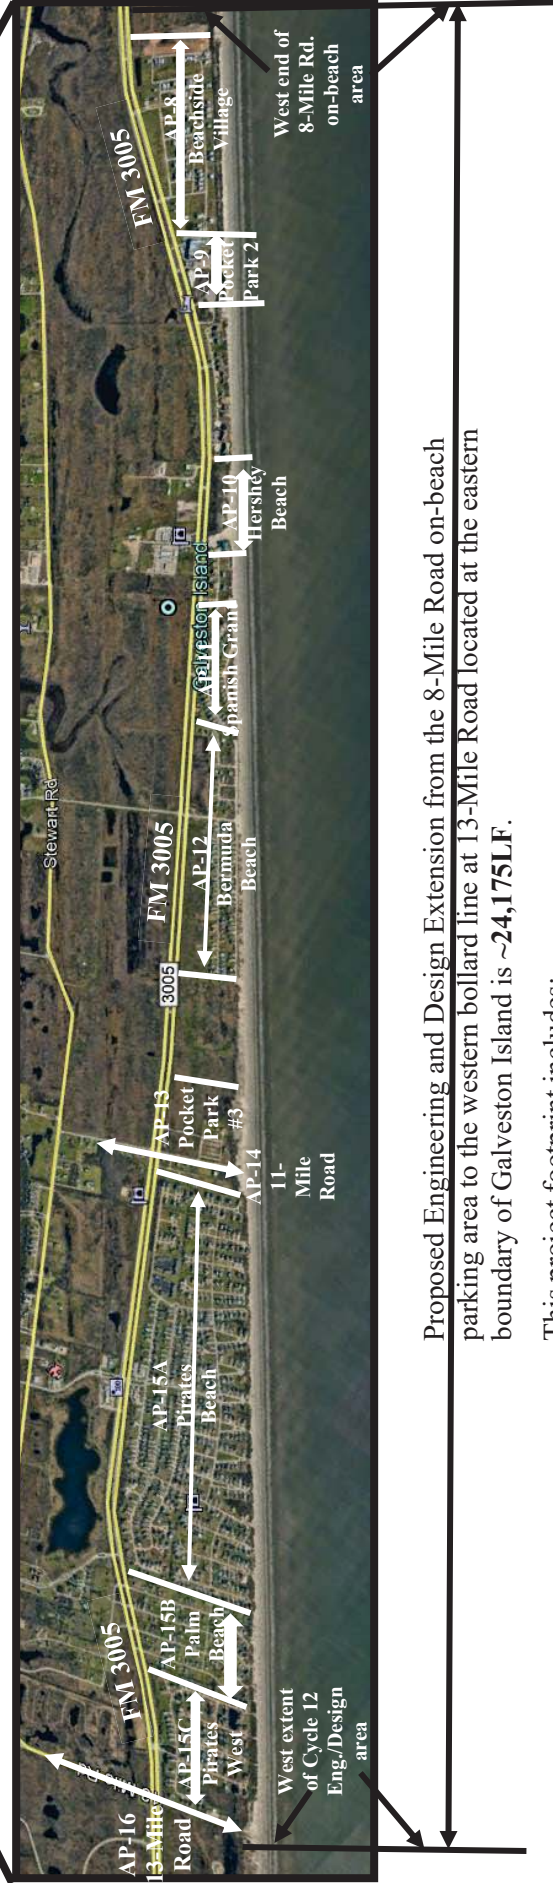 AP-16
13-Mile
Road
FM 3005
AP-15C
Pirates
West
AP-15B
Palm
Beach
AP-15A
Pirates
Beach
AP-14
11-
Mile
Road
AP-13
Pocket
Park
#3
3005
Stewart Rd
FM 3005
AP-12
Bermuda
Beach
Galveston Island
Spanish Grant
AP-10
Hershey
Beach
AP-9
Pocket
Park 2
FM 3005
AP-8
Beachside
Village
West extent
of Cycle 12
Eng./Design
area
West end of
8-Mile Rd.
on-beach
area
Proposed Engineering and Design Extension from the 8-Mile Road on-beach
parking area to the western bollard line at 13-Mile Road located at the eastern
boundary of Galveston Island is ~24,175LF.
This project footprint includes: